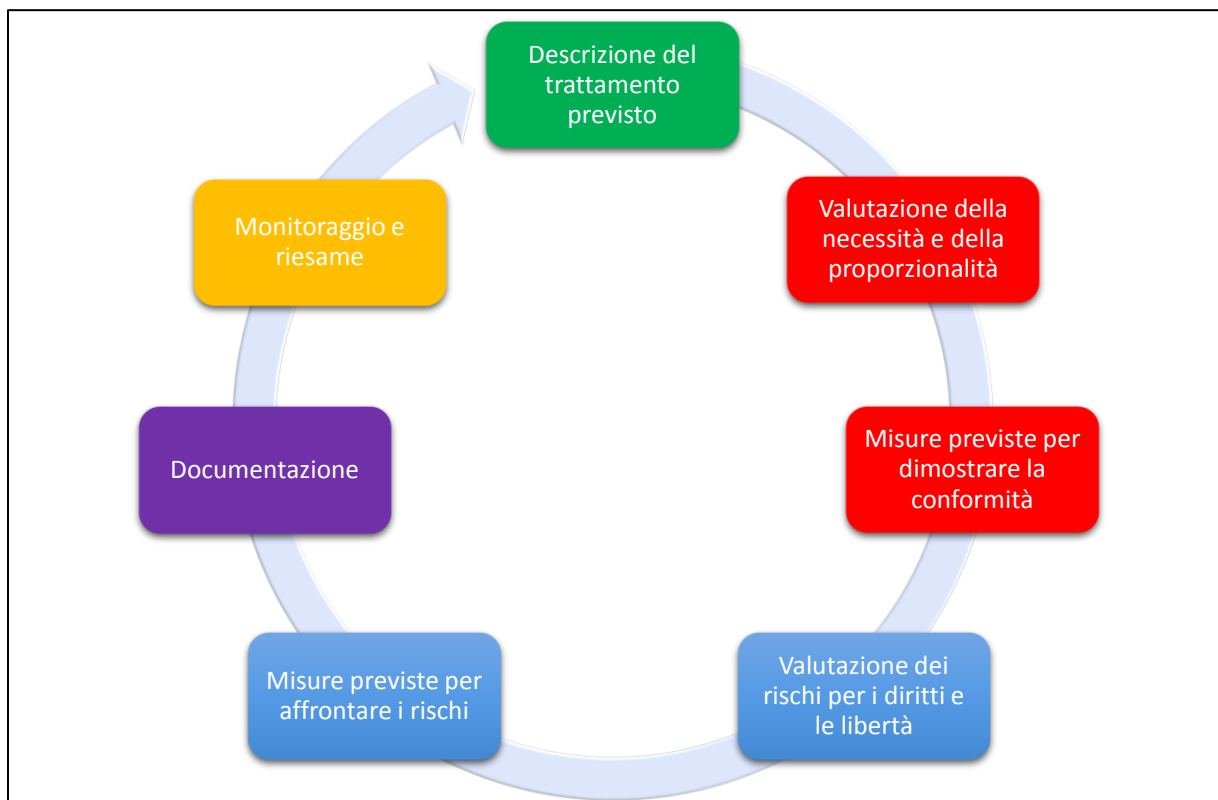 Descrizione del
trattamento
previsto
Valutazione della
necessità e della
proporzionalità
Misure previste per
dimostrare la
conformità
Valutazione dei
rischi per i diritti e
le libertà
Misure previste per
affrontare i rischi
Documentazione
Monitoraggio e
riesame